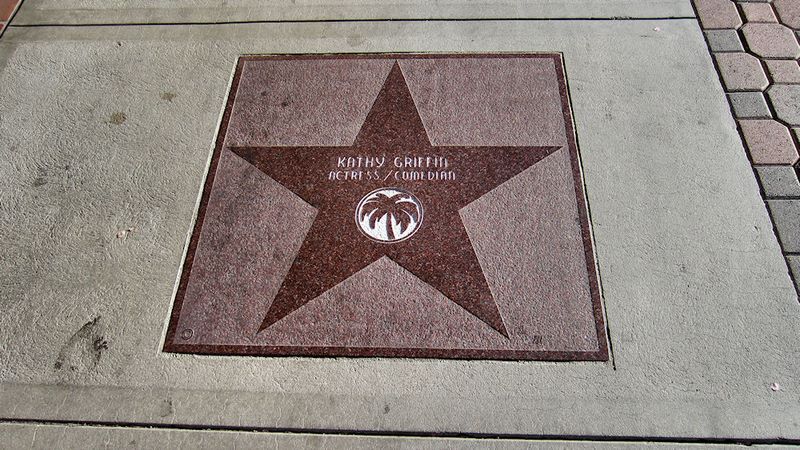 KATHY GRIFFIN
ACTRESS/COMEDIAN